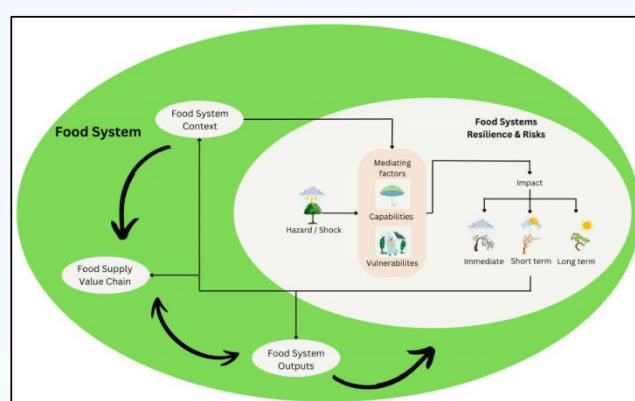 Food System
Food System
Context
Food Systems
Resilience & Risks
Mediating
factors
Capabilities
Vulnerabilites
Hazard / Shock
Impact
Immediate
Short term
Long term
Food Supply
Value Chain
Food System
Outputs